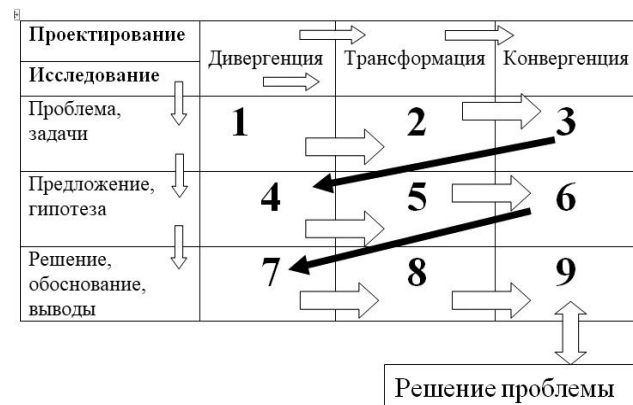 Проектирование
Исследование
Дивергенция
Трансформация
Конвергенция
Проблема,
задачи
1
2
3
Предложение,
гипотеза
4
5
6
Решение,
обоснование,
выводы
7
8
9
Решение проблемы